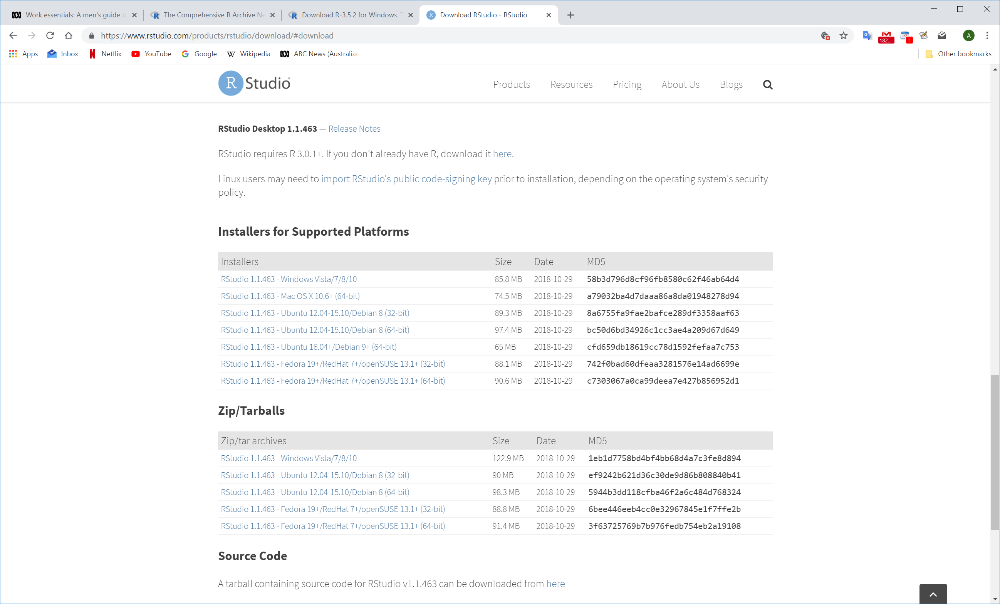 Work essentials: A men's guide to
The Comprehensive R Archive Ne
Download R-3.5.2 for Windows. T
R Download RStudio - RStudio
https://www.rstudio.com/products/rstudio/download/#download
182...
A
Apps
Inbox
Netflix
YouTube
Google
Wikipedia
ABC News (Australian
Other bookmarks
R Studio®
Products
Resources
Pricing
About Us
Blogs
RStudio Desktop 1.1.463 — Release Notes
RStudio requires R 3.0.1+. If you don't already have R, download it here.
Linux users may need to import RStudio's public code-signing key prior to installation, depending on the operating system's security
policy.
Installers for Supported Platforms
Installers Size Date MD5
RStudio 1.1.463 - Windows Vista/7/8/10 85.8 MB 2018-10-29 58b3d796d8cf96fb8580c62f46ab64d4
RStudio 1.1.463 - Mac OS X 10.6+ (64-bit) 74.5 MB 2018-10-29 a79032ba4d7daaa86a8da01948278d94
RStudio 1.1.463 - Ubuntu 12.04-15.10/Debian 8 (32-bit) 89.3 MB 2018-10-29 8a6755fa9fae2bafce289df3358aaf63
RStudio 1.1.463 - Ubuntu 12.04-15.10/Debian 8 (64-bit) 97.4 MB 2018-10-29 bc50d6bd34926c1cc3ae4a209d67d649
RStudio 1.1.463 - Ubuntu 16.04+/Debian 9+ (64-bit) 65 MB 2018-10-29 cfd659db18619cc78d1592fefaa7c753
RStudio 1.1.463 - Fedora 19+/RedHat 7+/openSUSE 13.1+ (32-bit) 88.1 MB 2018-10-29 742f0bad60dfeaa3281576e14ad6699e
RStudio 1.1.463 - Fedora 19+/RedHat 7+/openSUSE 13.1+ (64-bit) 90.6 MB 2018-10-29 c7303067a0ca99deea7e427b856952d1
Zip/Tarballs
Zip/tar archives Size Date MD5
RStudio 1.1.463 - Windows Vista/7/8/10 122.9 MB 2018-10-29 1eb1d7758bd4bf4bb68d4a7c3fe8d894
RStudio 1.1.463 - Ubuntu 12.04-15.10/Debian 8 (32-bit) 90 MB 2018-10-29 ef9242b621d36c30de9d86b808840b41
RStudio 1.1.463 - Ubuntu 12.04-15.10/Debian 8 (64-bit) 98.3 MB 2018-10-29 5944b3dd118cfba46f2a6c484d768324
RStudio 1.1.463 - Fedora 19+/RedHat 7+/openSUSE 13.1+ (32-bit) 88.8 MB 2018-10-29 6bee446eeb4cc0e32967845e1f7ffe2b
RStudio 1.1.463 - Fedora 19+/RedHat 7+/openSUSE 13.1+ (64-bit) 91.4 MB 2018-10-29 3f63725769b7b976fedb754eb2a19108
Source Code
A tarball containing source code for RStudio v1.1.463 can be downloaded from here